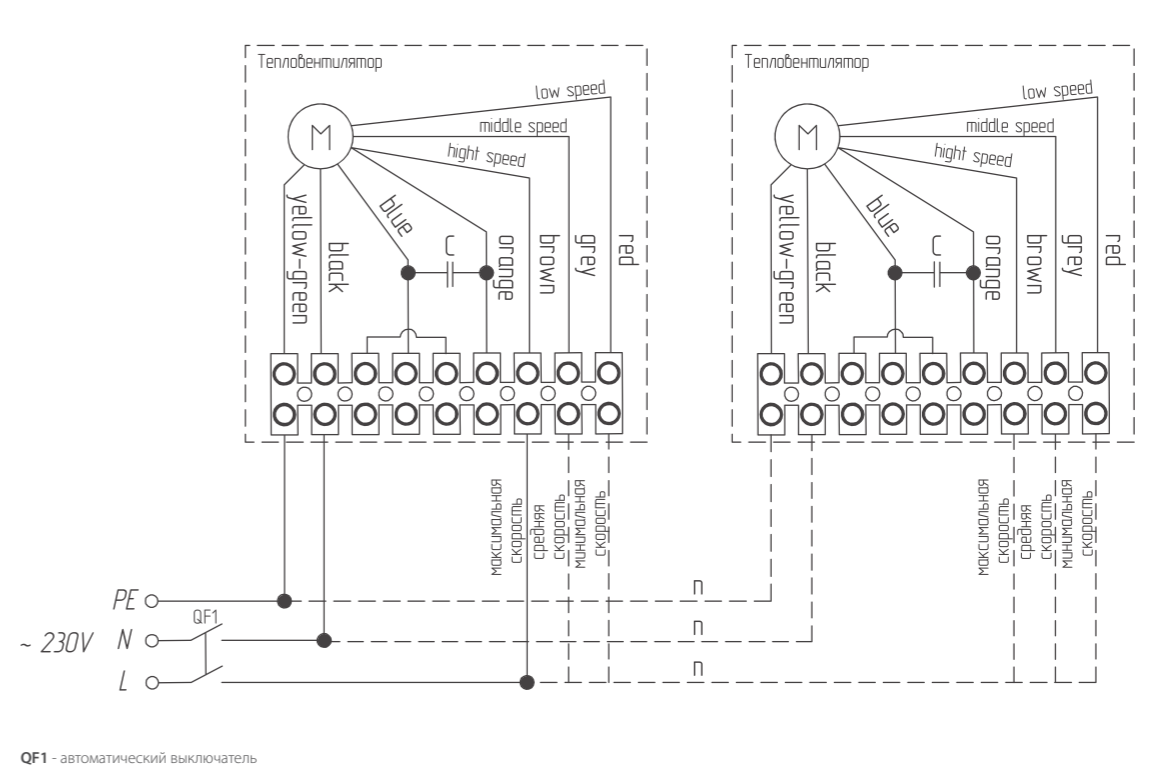 Тепловентилятор
low speed
middle speed
hight speed
M
blue
yellow-green
black
C
orange
brown
grey
red
максимальная
скорость
средняя
скорость
минимальная
скорость
Тепловентилятор
low speed
middle speed
hight speed
M
blue
yellow-green
black
C
orange
brown
grey
red
максимальная
скорость
средняя
скорость
минимальная
скорость
PE
n
QF1
~ 230V N
n
L
n
QF1 - автоматический выключатель